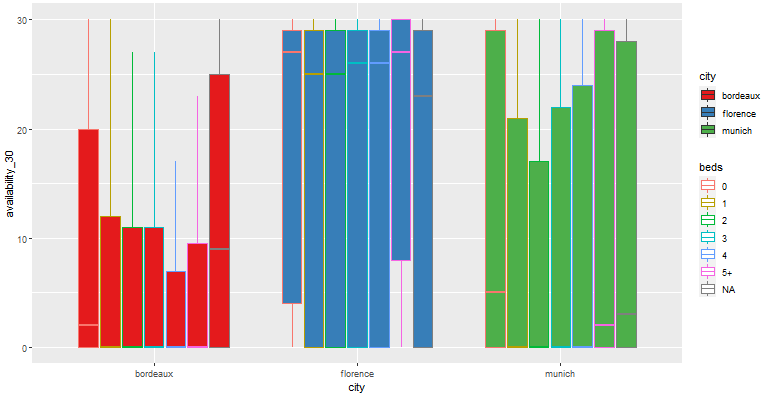 30
20
10
0
availability_30
bordeaux
florence
munich
city
city
bordeaux
florence
munich
beds
0
1
2
3
4
5+
NA